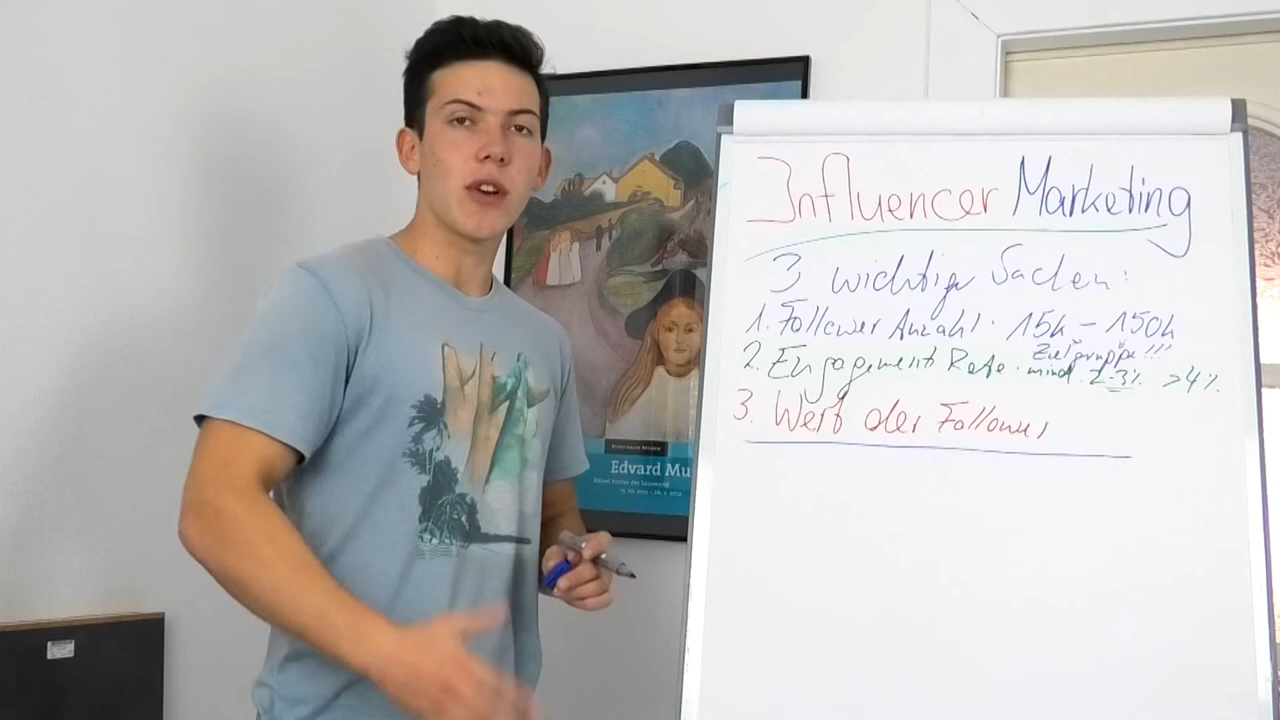 Influencer Marketing
3 wichtige Sachen:
1. Follower Anzahl. 15k - 150k
Zielgruppe!!!
2. Engagement Rate. mind. 2-3% >4%
3. Wert der Follower
Edvard Mu